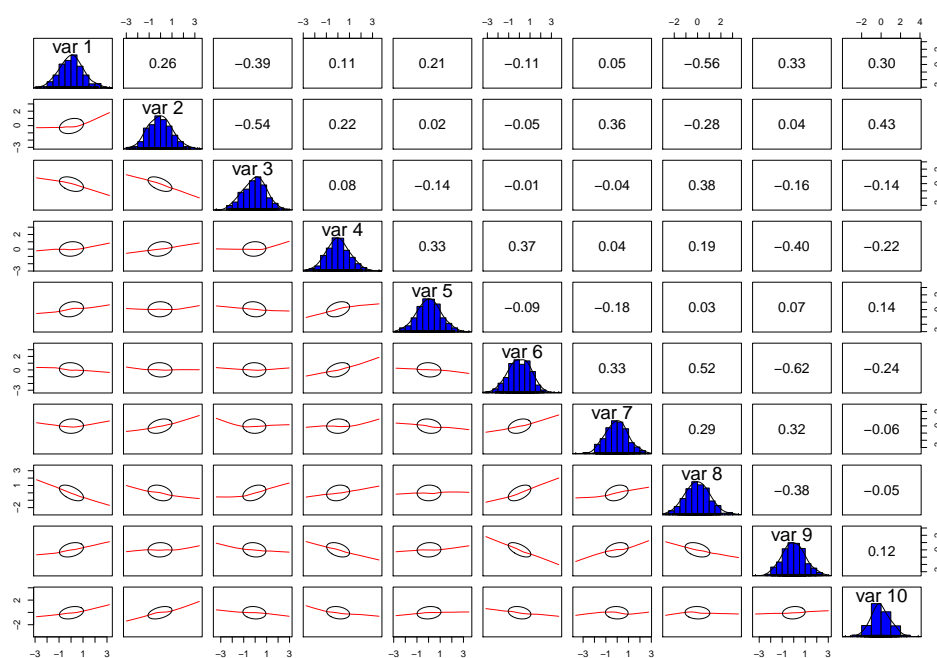 −3 −1 1 3 −3 −1 1 3 −3 −1 1 3 −2 0 2 −2 0 2 4
var 1 0.26 −0.39 0.11 0.21 −0.11 0.05 −0.56 0.33 0.30
var 2 −0.54 0.22 0.02 −0.05 0.36 −0.28 0.04 0.43
−3 0 2
var 3 0.08 −0.14 −0.01 −0.04 0.38 −0.16 −0.14
var 4 0.33 0.37 0.04 0.19 −0.40 −0.22
−3 0 2
var 5 −0.09 −0.18 0.03 0.07 0.14
var 6 0.33 0.52 −0.62 −0.24
−3 0 2
var 7 0.29 0.32 −0.06
var 8 −0.38 −0.05
−2 1 3
var 9 0.12
var 10
−2 2
−3 −1 1 3 −3 −1 1 3 −3 −1 1 3 −3 −1 1 3 −3 −1 1 3